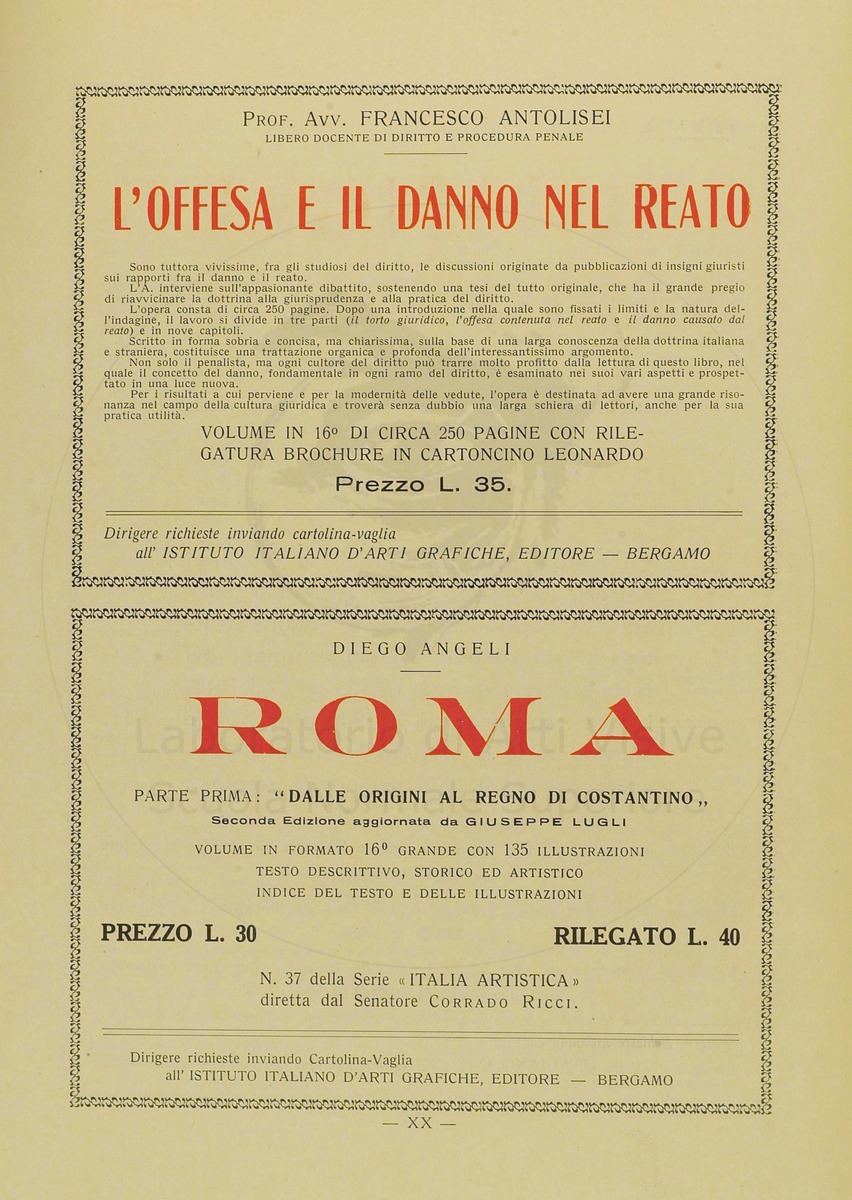 PROF. AVV. FRANCESCO ANTOLISEI
LIBERO DOCENTE DI DIRITTO E PROCEDURA PENALE
L'OFFESA E IL DANNO NEL REATO
Sono tuttora vivissime, fra gli studiosi del diritto, le discussioni originate da pubblicazioni di insigni giuristi
sui rapporti fra il danno e il reato.
L'A. interviene sull'appasionante dibattito, sostenendo una tesi del tutto originale, che ha il grande pregio
di riavvicinare la dottrina alla giurisprudenza e alla pratica del diritto.
L'opera consta di circa 250 pagine. Dopo una introduzione nella quale sono fissati i limiti e la natura del-
l'indagine, il lavoro si divide in tre parti (il torto giuridico, l'offesa contenuta nel reato e il danno causato dal
reato) e in nove capitoli.
Scritto in forma sobria e concisa, ma chiarissima, sulla base di una larga conoscenza della dottrina italiana
e straniera, costituisce una trattazione organica e profonda dell'interessantissimo argomento.
Non solo il penalista, ma ogni cultore del diritto può trarre molto profitto dalla lettura di questo libro, nel
quale il concetto del danno, fondamentale in ogni ramo del diritto, è esaminato nei suoi vari aspetti e prospet-
tato in una luce nuova.
Per i risultati a cui perviene e per la modernità delle vedute, l'opera è destinata ad avere una grande riso-
nanza nel campo della cultura giuridica e troverà senza dubbio una larga schiera di lettori, anche per la sua
pratica utilità.
VOLUME IN 16º DI CIRCA 250 PAGINE CON RILE-
GATURA BROCHURE IN CARTONCINO LEONARDO
Prezzo L. 35.
Dirigere richieste inviando cartolina-vaglia
all' ISTITUTO ITALIANO D'ARTI GRAFICHE, EDITORE — BERGAMO
DIEGO ANGELI
ROMA
PARTE PRIMA: “DALLE ORIGINI AL REGNO DI COSTANTINO„
Seconda Edizione aggiornata da GIUSEPPE LUGLI
VOLUME IN FORMATO 16º GRANDE CON 135 ILLUSTRAZIONI
TESTO DESCRITTIVO, STORICO ED ARTISTICO
INDICE DEL TESTO E DELLE ILLUSTRAZIONI
PREZZO L. 30 RILEGATO L. 40
N. 37 della Serie «ITALIA ARTISTICA»
diretta dal Senatore CORRADO RICCI.
Dirigere richieste inviando Cartolina-Vaglia
all' ISTITUTO ITALIANO D'ARTI GRAFICHE, EDITORE — BERGAMO
— XX —